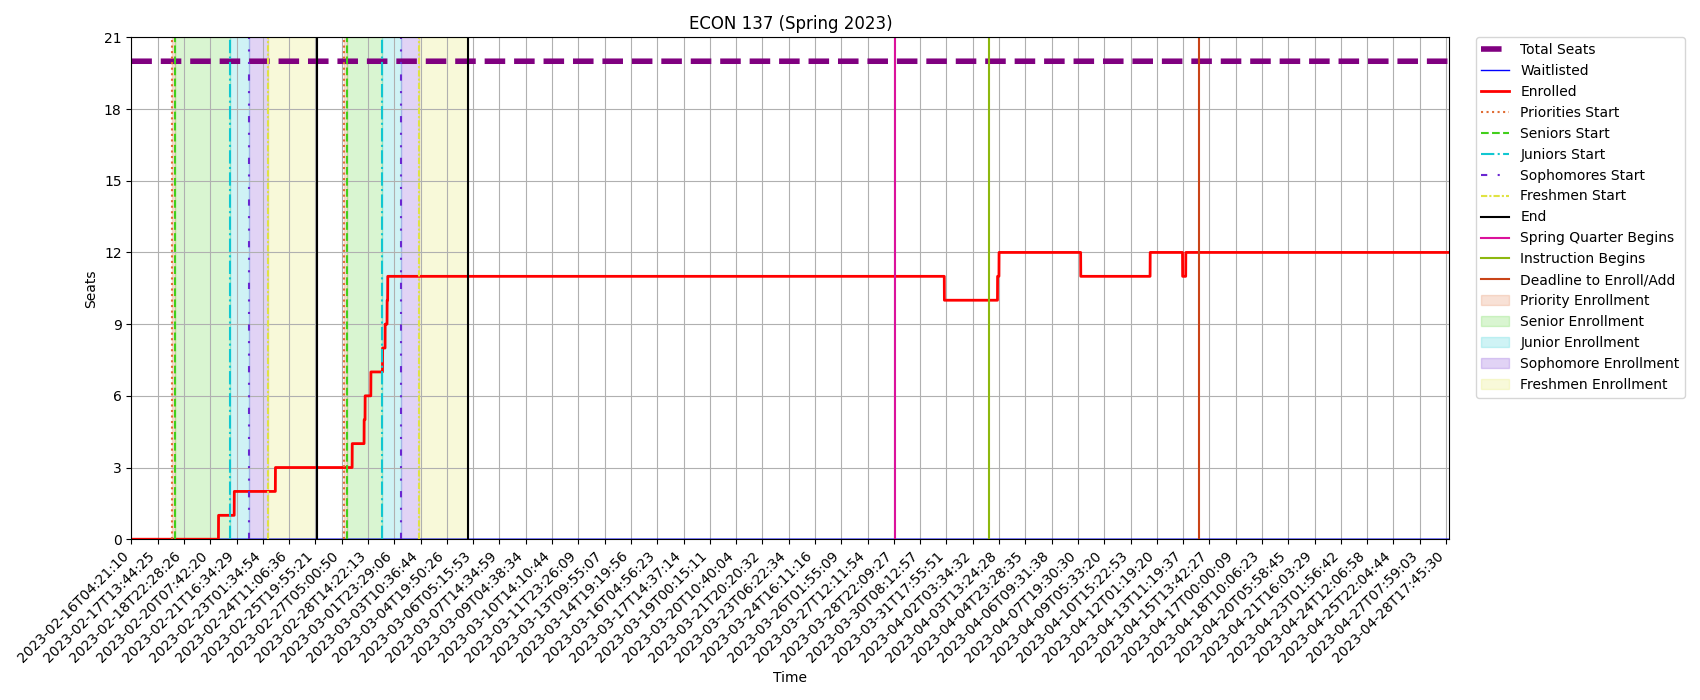 ECON 137 (Spring 2023)
21
18
15
12
9
6
3
0
Seats
2023-02-16T04:21:10
2023-02-17T13:44:25
2023-02-18T22:28:26
2023-02-20T07:42:20
2023-02-21T16:34:29
2023-02-23T01:34:54
2023-02-24T11:06:36
2023-02-25T19:55:21
2023-02-27T05:00:50
2023-02-28T14:22:13
2023-03-01T23:29:06
2023-03-03T10:36:44
2023-03-04T19:50:26
2023-03-06T05:15:53
2023-03-07T14:34:59
2023-03-09T04:38:34
2023-03-10T14:10:44
2023-03-11T23:26:09
2023-03-13T09:55:07
2023-03-14T19:19:56
2023-03-16T04:56:23
2023-03-17T14:37:14
2023-03-19T00:15:11
2023-03-20T10:40:04
2023-03-21T20:20:32
2023-03-23T06:22:34
2023-03-24T16:11:16
2023-03-26T01:55:09
2023-03-27T12:11:54
2023-03-28T22:09:27
2023-03-30T08:12:57
2023-03-31T17:55:51
2023-04-02T03:34:32
2023-04-03T13:24:28
2023-04-04T23:28:35
2023-04-06T09:31:38
2023-04-07T19:30:30
2023-04-09T05:33:20
2023-04-10T15:22:53
2023-04-12T01:19:20
2023-04-13T11:19:37
2023-04-15T13:42:27
2023-04-17T00:00:09
2023-04-18T10:06:23
2023-04-20T05:58:45
2023-04-21T16:03:29
2023-04-23T01:56:42
2023-04-24T12:06:58
2023-04-25T22:04:44
2023-04-27T07:59:03
2023-04-28T17:45:30
Time
Total Seats
Waitlisted
Enrolled
Priorities Start
Seniors Start
Juniors Start
Sophomores Start
Freshmen Start
End
Spring Quarter Begins
Instruction Begins
Deadline to Enroll/Add
Priority Enrollment
Senior Enrollment
Junior Enrollment
Sophomore Enrollment
Freshmen Enrollment